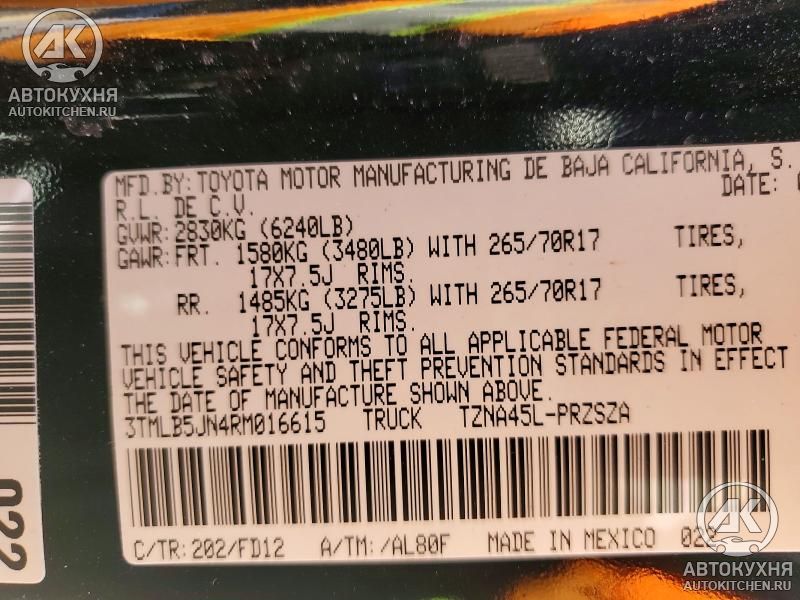 АК
АВТОКУХНЯ
AUTOKITCHEN.RU
MFD.BY: TOYOTA MOTOR MANUFACTURING DE BAJA CALIFORNIA, S.
R.L. DE C.V. DATE:
GVWR: 2830KG (6240LB)
GAWR: FRT. 1580KG (3480LB) WITH 265/70R17 TIRES,
17X7.5J RIMS.
RR. 1485KG (3275LB) WITH 265/70R17 TIRES,
17X7.5J RIMS.
THIS VEHICLE CONFORMS TO ALL APPLICABLE FEDERAL MOTOR
VEHICLE SAFETY AND THEFT PREVENTION STANDARDS IN EFFECT
THE DATE OF MANUFACTURE SHOWN ABOVE.
3TMLB5JN4RM016615 TRUCK TZNA45L-PRZSZA
C/TR: 202/FD12 A/TM: /AL80F MADE IN MEXICO
022
АК
АВТОКУХНЯ
AUTOKITCHEN.RU